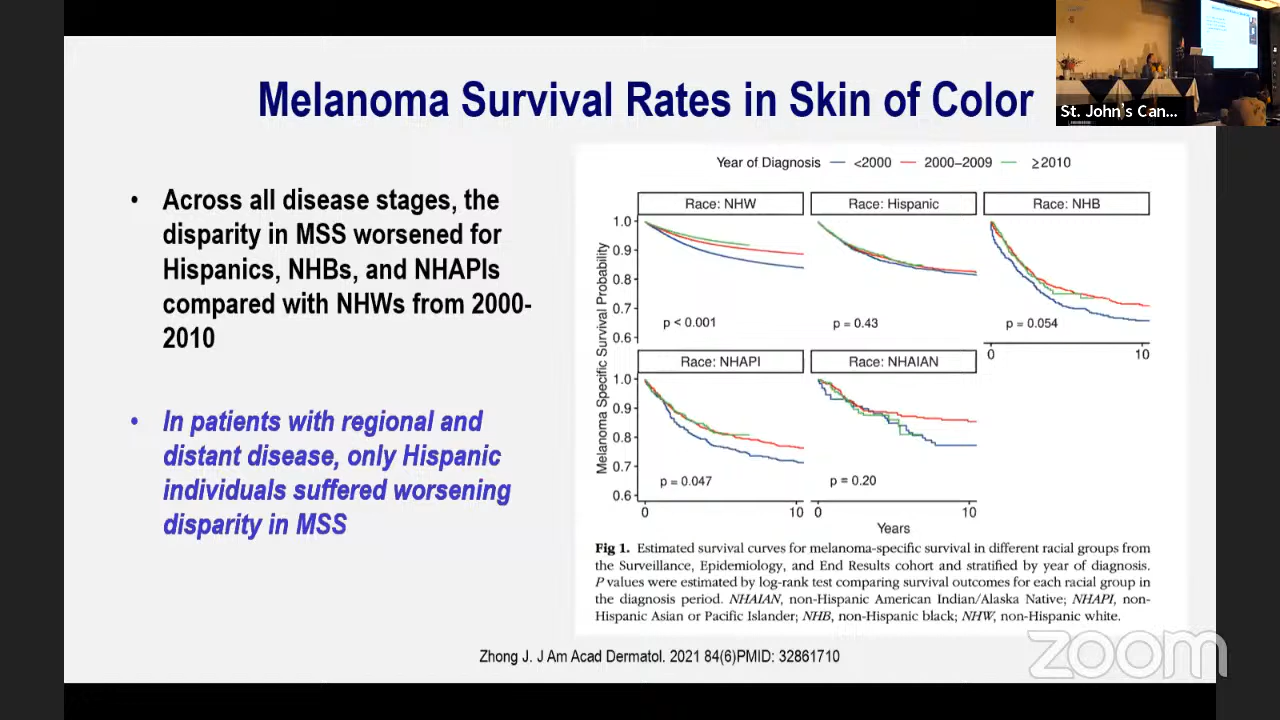 Melanoma Survival Rates in Skin of Color
St. John's Can...
• Across all disease stages, the
disparity in MSS worsened for
Hispanics, NHBs, and NHAPIs
compared with NHWs from 2000-
2010
• In patients with regional and
distant disease, only Hispanic
individuals suffered worsening
disparity in MSS
Year of Diagnosis <2000 2000–2009 ≥2010
Melanoma Specific Survival Probability
Race: NHW
Race: Hispanic
Race: NHB
1.0
0.9
0.8
0.7
0.6
p < 0.001
p = 0.43
p = 0.054
0 10
Race: NHAPI
Race: NHAIAN
1.0
0.9
0.8
0.7
0.6
p = 0.047
p = 0.20
0 10 0 10
Years
Fig 1. Estimated survival curves for melanoma-specific survival in different racial groups from
the Surveillance, Epidemiology, and End Results cohort and stratified by year of diagnosis.
P values were estimated by log-rank test comparing survival outcomes for each racial group in
the diagnosis period. NHAIAN, non-Hispanic American Indian/Alaska Native; NHAPI, non-
Hispanic Asian or Pacific Islander; NHB, non-Hispanic black; NHW, non-Hispanic white.
Zhong J. J Am Acad Dermatol. 2021 84(6)PMID: 32861710
zoom